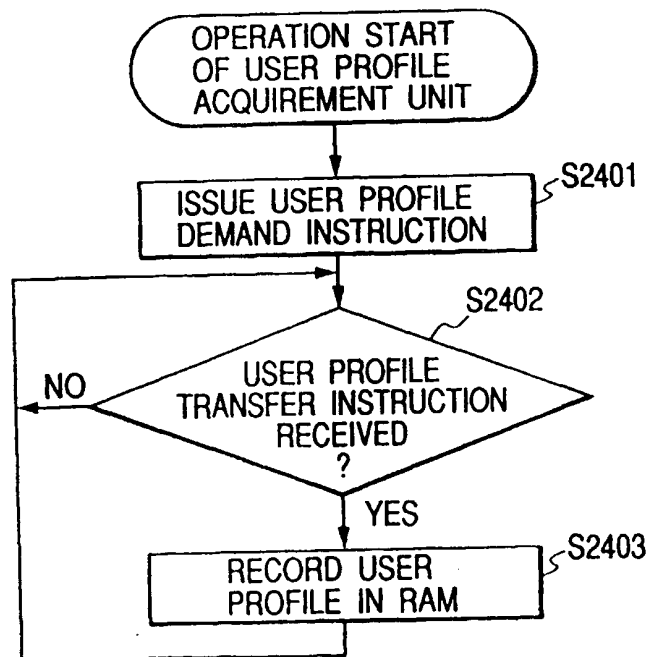 OPERATION START
OF USER PROFILE
ACQUIREMENT UNIT
S2401
ISSUE USER PROFILE
DEMAND INSTRUCTION
S2402
USER PROFILE
TRANSFER INSTRUCTION
RECEIVED
?
NO
YES
S2403
RECORD USER
PROFILE IN RAM